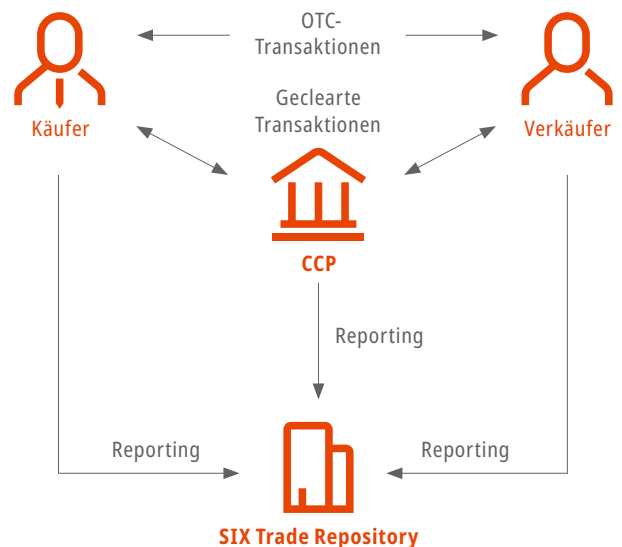 OTC-
Transaktionen
Geclearte
Transaktionen
Käufer
Verkäufer
CCP
Reporting
Reporting
Reporting
SIX Trade Repository